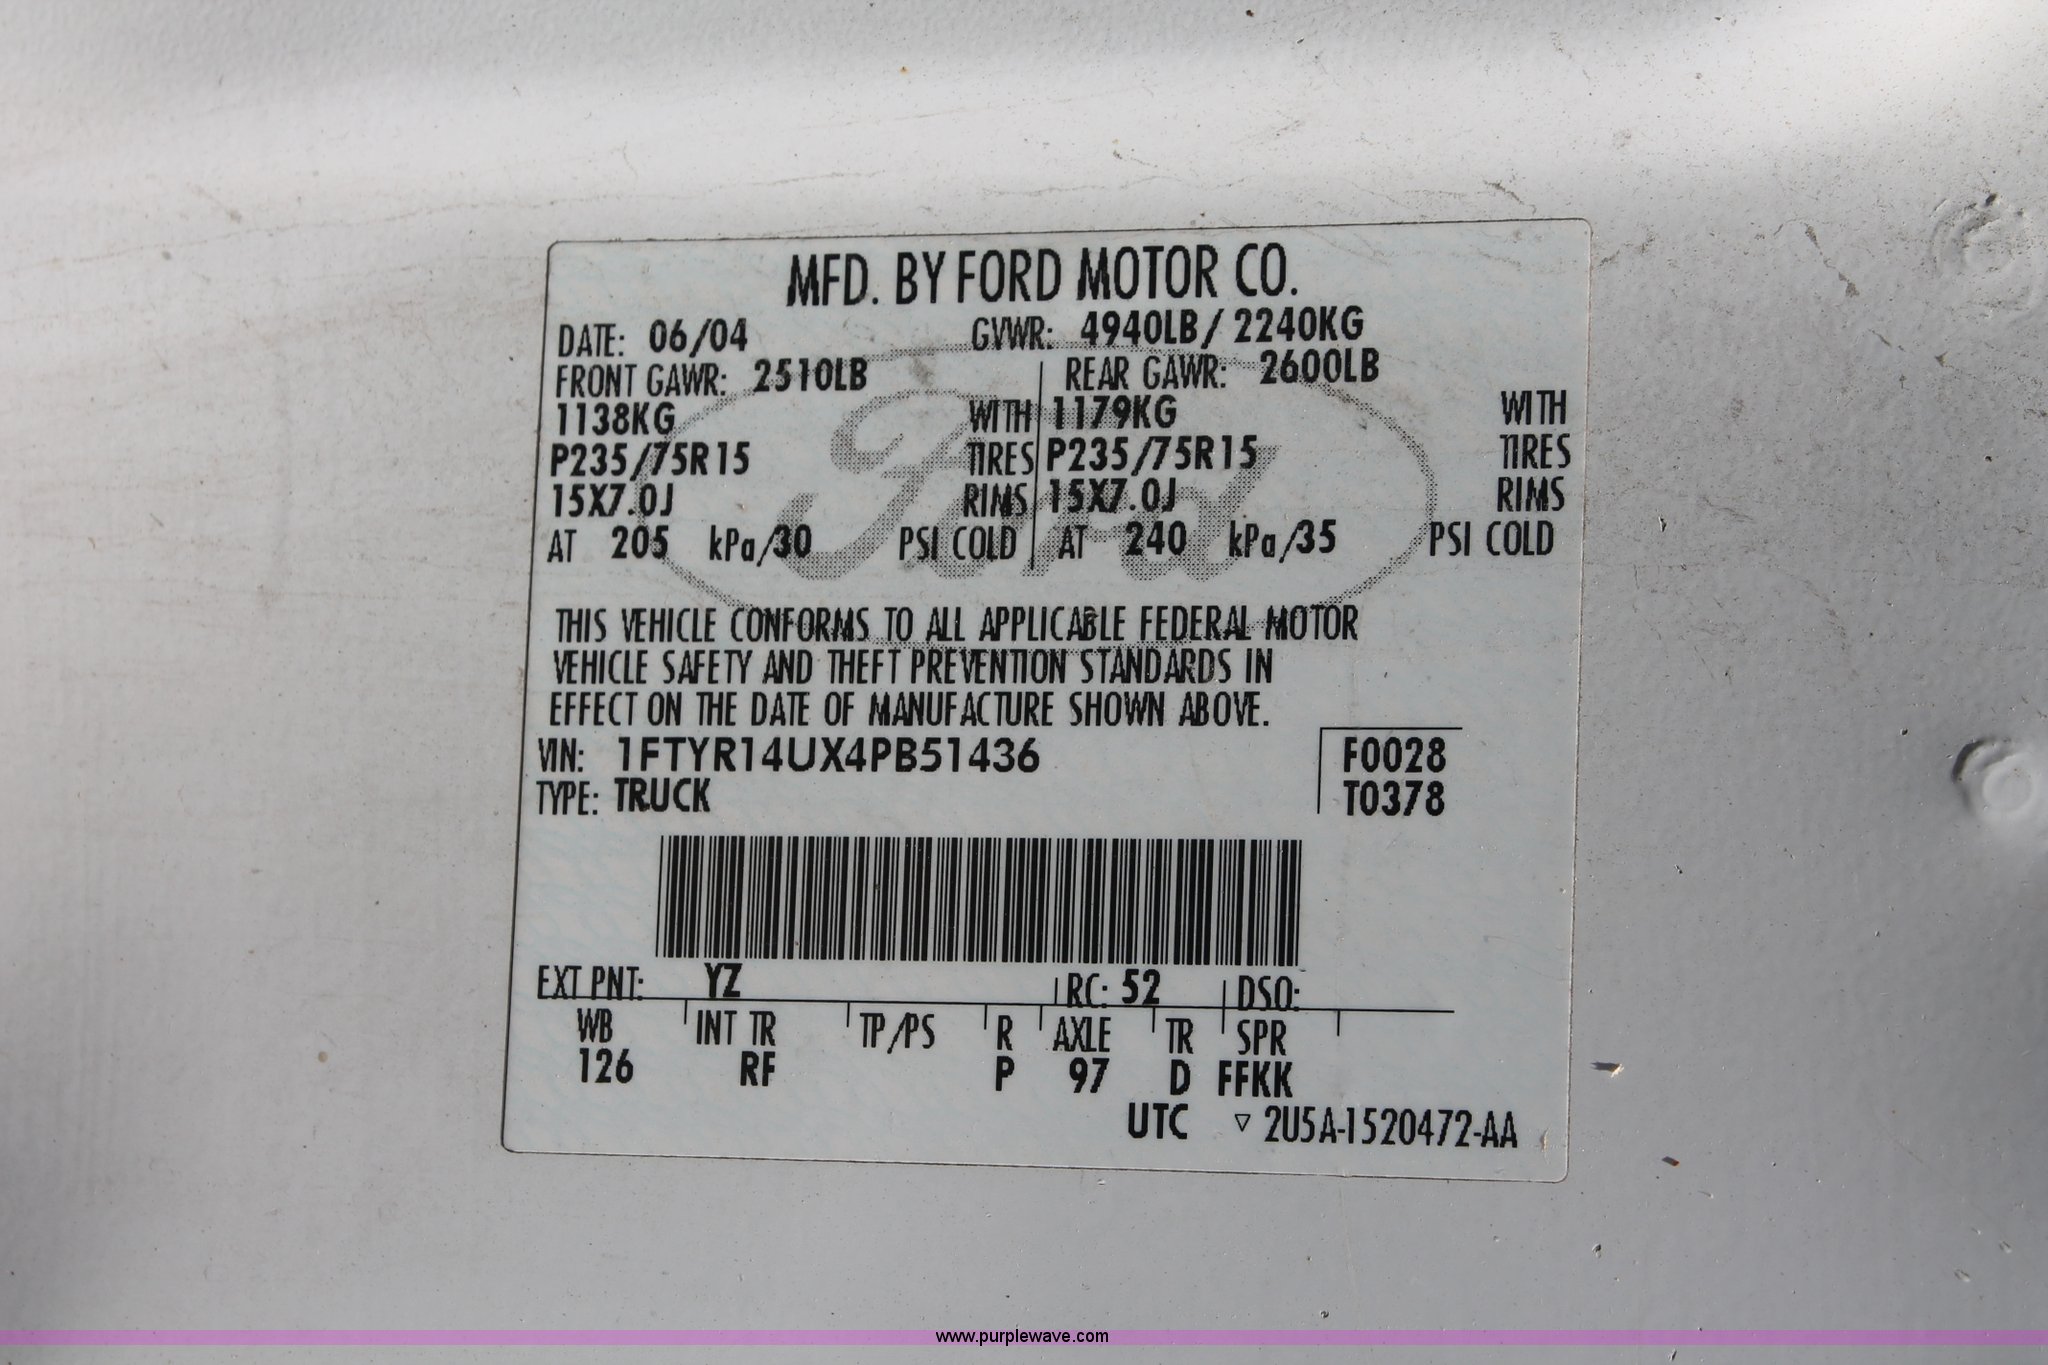 MFD. BY FORD MOTOR CO.
DATE: 06/04 GVWR: 4940LB/ 2240KG
FRONT GAWR: 2510LB REAR GAWR: 2600LB
1138KG WITH 1179KG WITH
P235/75R15 TIRES P235/75R15 TIRES
15X7.0J RIMS 15X7.0J RIMS
AT 205 kPa/30 PSI COLD AT 240 kPa/35 PSI COLD
Ford
THIS VEHICLE CONFORMS TO ALL APPLICABLE FEDERAL MOTOR
VEHICLE SAFETY AND THEFT PREVENTION STANDARDS IN
EFFECT ON THE DATE OF MANUFACTURE SHOWN ABOVE.
VIN: 1FTYR14UX4PB51436 F0028
TYPE: TRUCK T0378
EXT PNT: YZ RC: 52 DSO:
WB INT TR TP/PS R AXLE TR SPR
126 RF P 97 D FFKK
UTC ▽ 2U5A-1520472-AA
www.purplewave.com